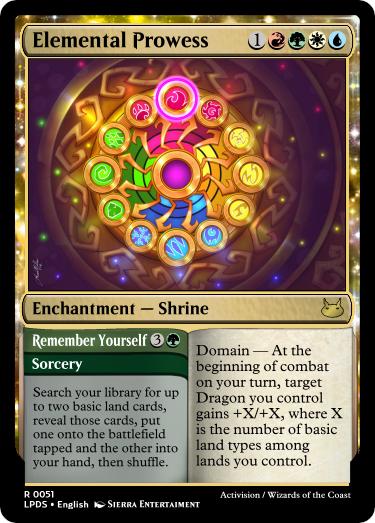 Elemental Prowess 1
Enchantment — Shrine
Remember Yourself 3
Sorcery
Search your library for up
to two basic land cards,
reveal those cards, put
one onto the battlefield
tapped and the other into
your hand, then shuffle.
Domain — At the
beginning of combat
on your turn, target
Dragon you control
gains +X/+X, where X
is the number of basic
land types among
lands you control.
R 0051
LPDS • English SIERRA ENTERTAIMENT
Activision / Wizards of the Coast